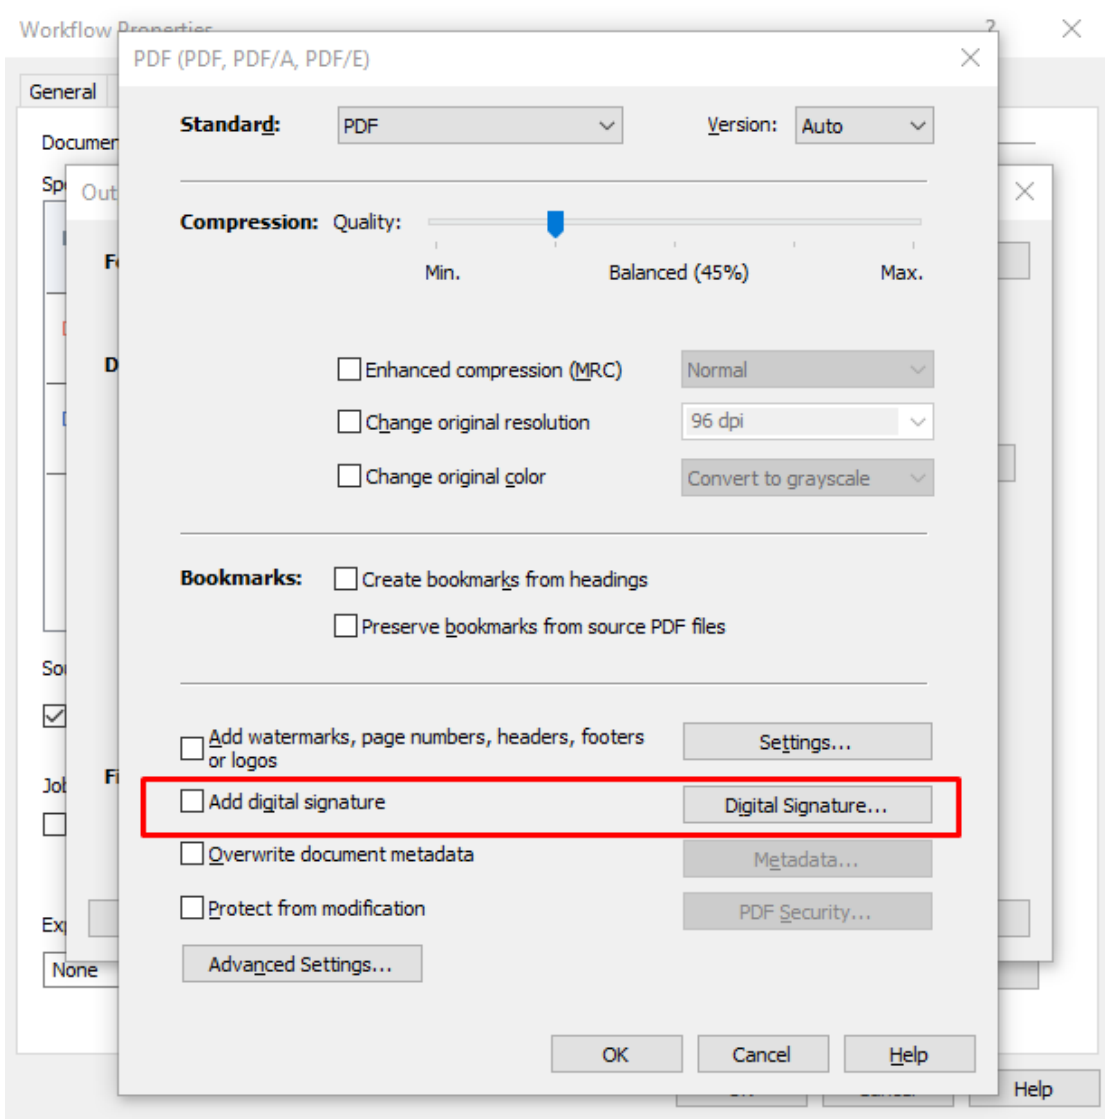 Workflow Properties
?
PDF (PDF, PDF/A, PDF/E)
General
Standard: PDF Version: Auto
Compression: Quality:
Min. Balanced (45%) Max.
Enhanced compression (MRC) Normal
Change original resolution 96 dpi
Change original color Convert to grayscale
Bookmarks: Create bookmarks from headings
Preserve bookmarks from source PDF files
Add watermarks, page numbers, headers, footers
or logos
Settings...
Add digital signature Digital Signature...
Overwrite document metadata Metadata...
Protect from modification PDF Security...
None
Advanced Settings...
OK Cancel Help
Help